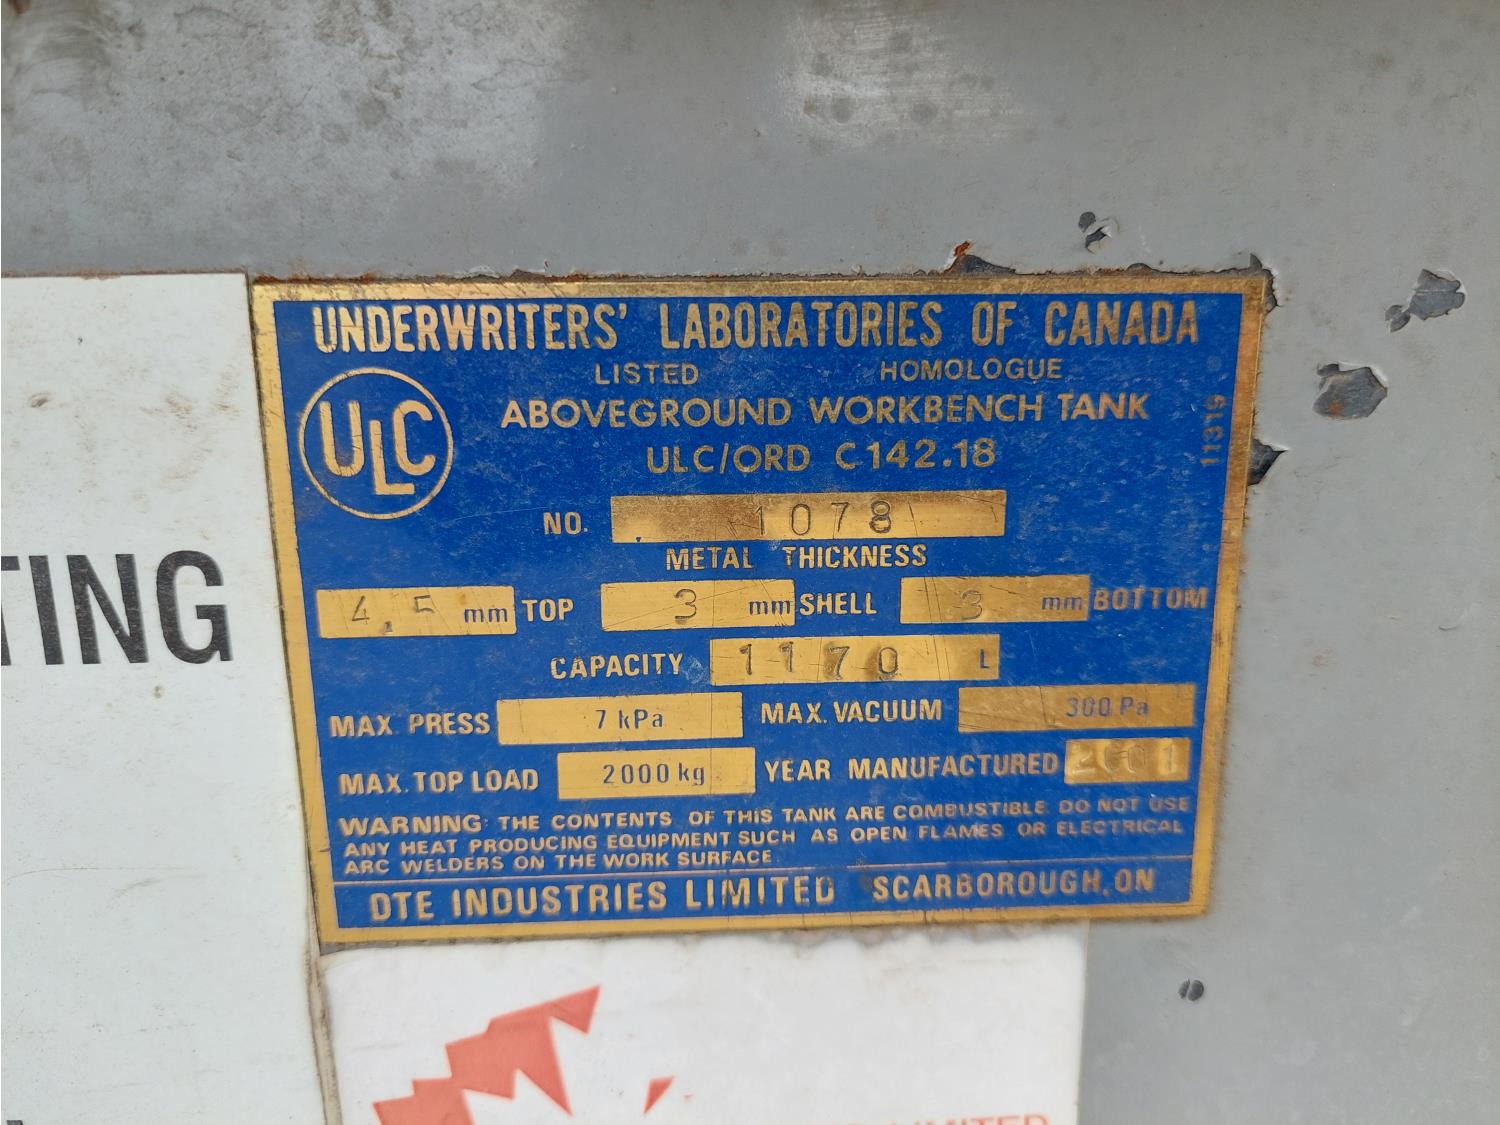 UNDERWRITERS' LABORATORIES OF CANADA
LISTED HOMOLOGUE
ULC
ABOVEGROUND WORKBENCH TANK
ULC/ORD C142.18
11319
NO. 1078
METAL THICKNESS
4.5 mm TOP 3 mm SHELL 3 mm BOTTOM
CAPACITY 1170 L
MAX. PRESS 7 kPa MAX. VACUUM 300 Pa
MAX. TOP LOAD 2000 kg YEAR MANUFACTURED 2001
WARNING: THE CONTENTS OF THIS TANK ARE COMBUSTIBLE DO NOT USE
ANY HEAT PRODUCING EQUIPMENT SUCH AS OPEN FLAMES OR ELECTRICAL
ARC WELDERS ON THE WORK SURFACE
DTE INDUSTRIES LIMITED SCARBOROUGH, ON
TING
LIMITED